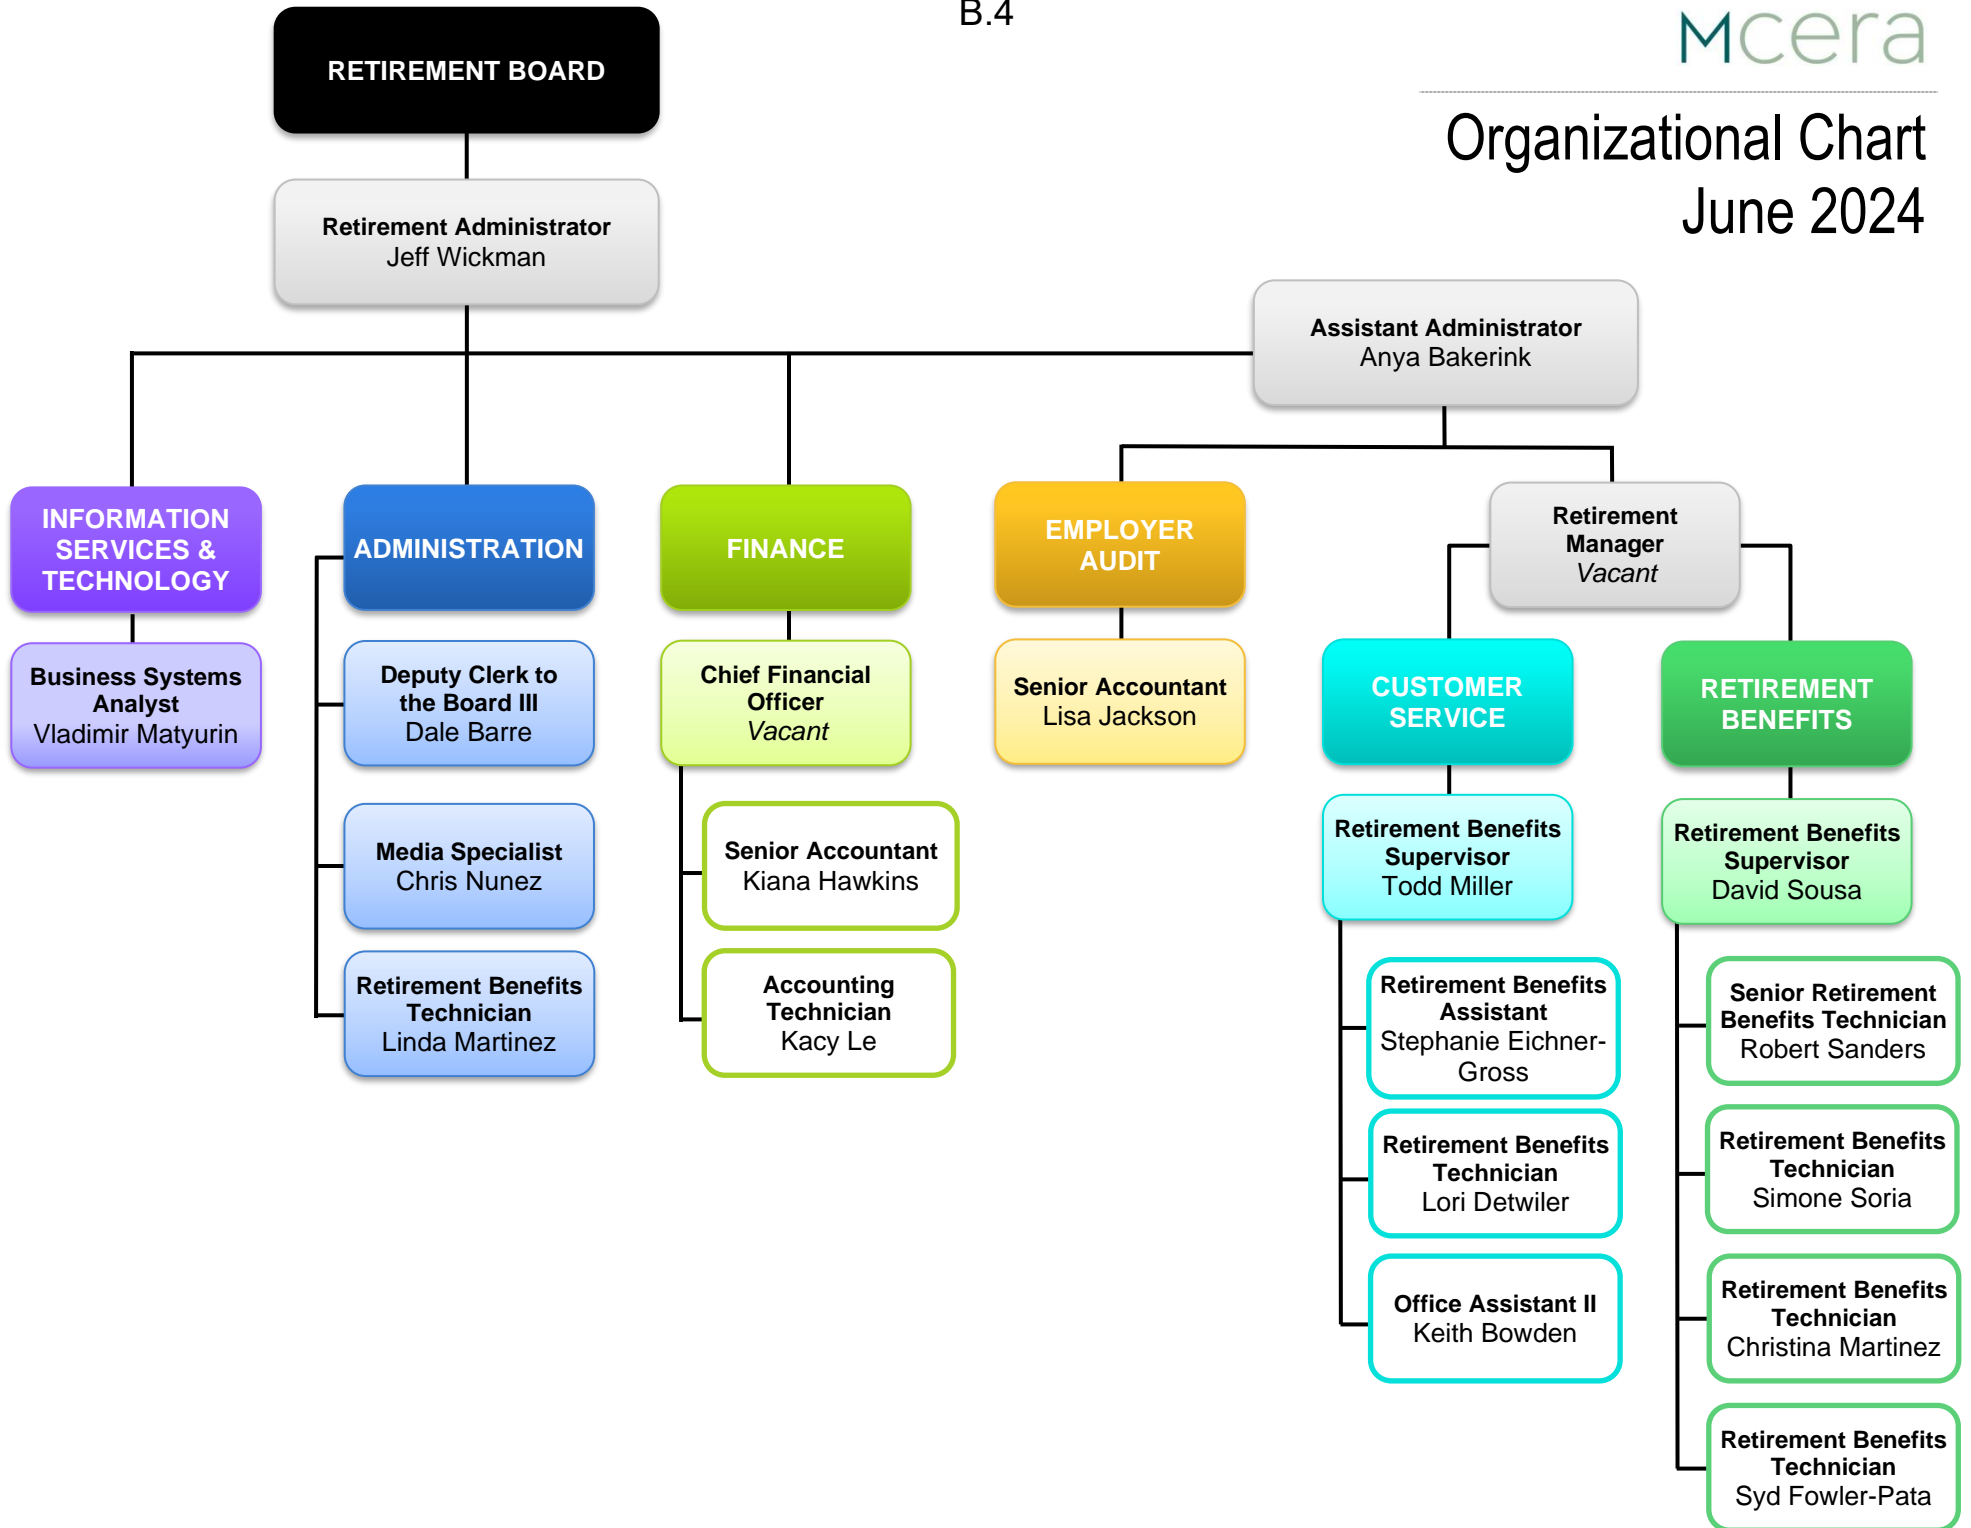 B.4
Mcera
Organizational Chart
June 2024
RETIREMENT BOARD
Retirement Administrator
Jeff Wickman
Assistant Administrator
Anya Bakerink
INFORMATION
SERVICES &
TECHNOLOGY
Business Systems
Analyst
Vladimir Matyurin
ADMINISTRATION
Deputy Clerk to
the Board III
Dale Barre
Media Specialist
Chris Nunez
Retirement Benefits
Technician
Linda Martinez
FINANCE
Chief Financial
Officer
Vacant
Senior Accountant
Kiana Hawkins
Accounting
Technician
Kacy Le
EMPLOYER
AUDIT
Senior Accountant
Lisa Jackson
Retirement
Manager
Vacant
CUSTOMER
SERVICE
Retirement Benefits
Supervisor
Todd Miller
Retirement Benefits
Assistant
Stephanie Eichner-
Gross
Retirement Benefits
Technician
Lori Detwiler
Office Assistant II
Keith Bowden
RETIREMENT
BENEFITS
Retirement Benefits
Supervisor
David Sousa
Senior Retirement
Benefits Technician
Robert Sanders
Retirement Benefits
Technician
Simone Soria
Retirement Benefits
Technician
Christina Martinez
Retirement Benefits
Technician
Syd Fowler-Pata